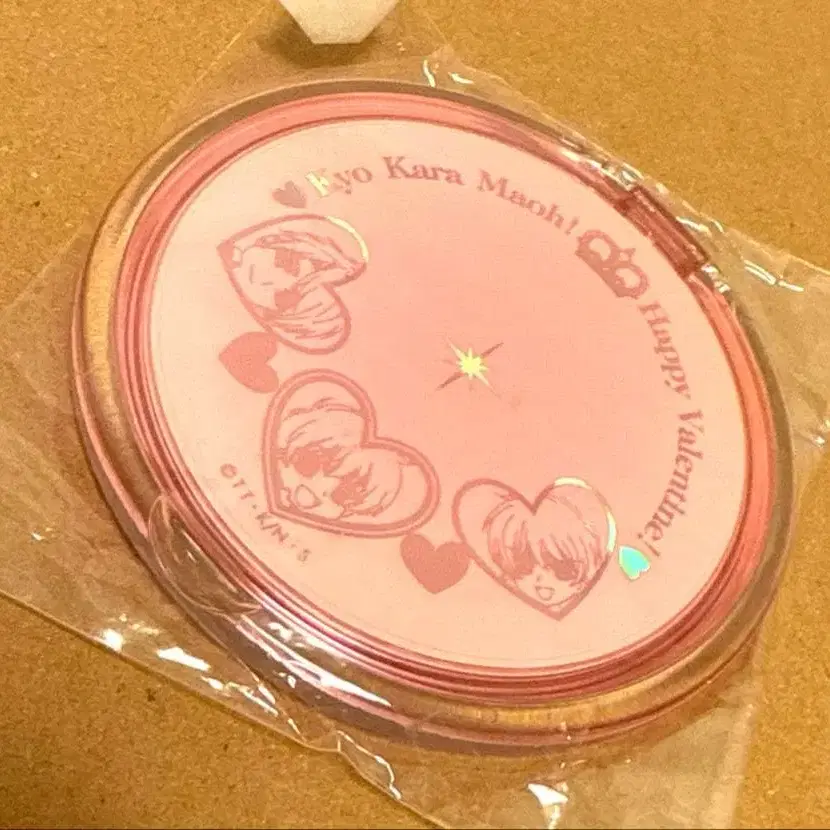 Kyo Kara Maoh!
Happy Valentine!
©TT・K/N・S